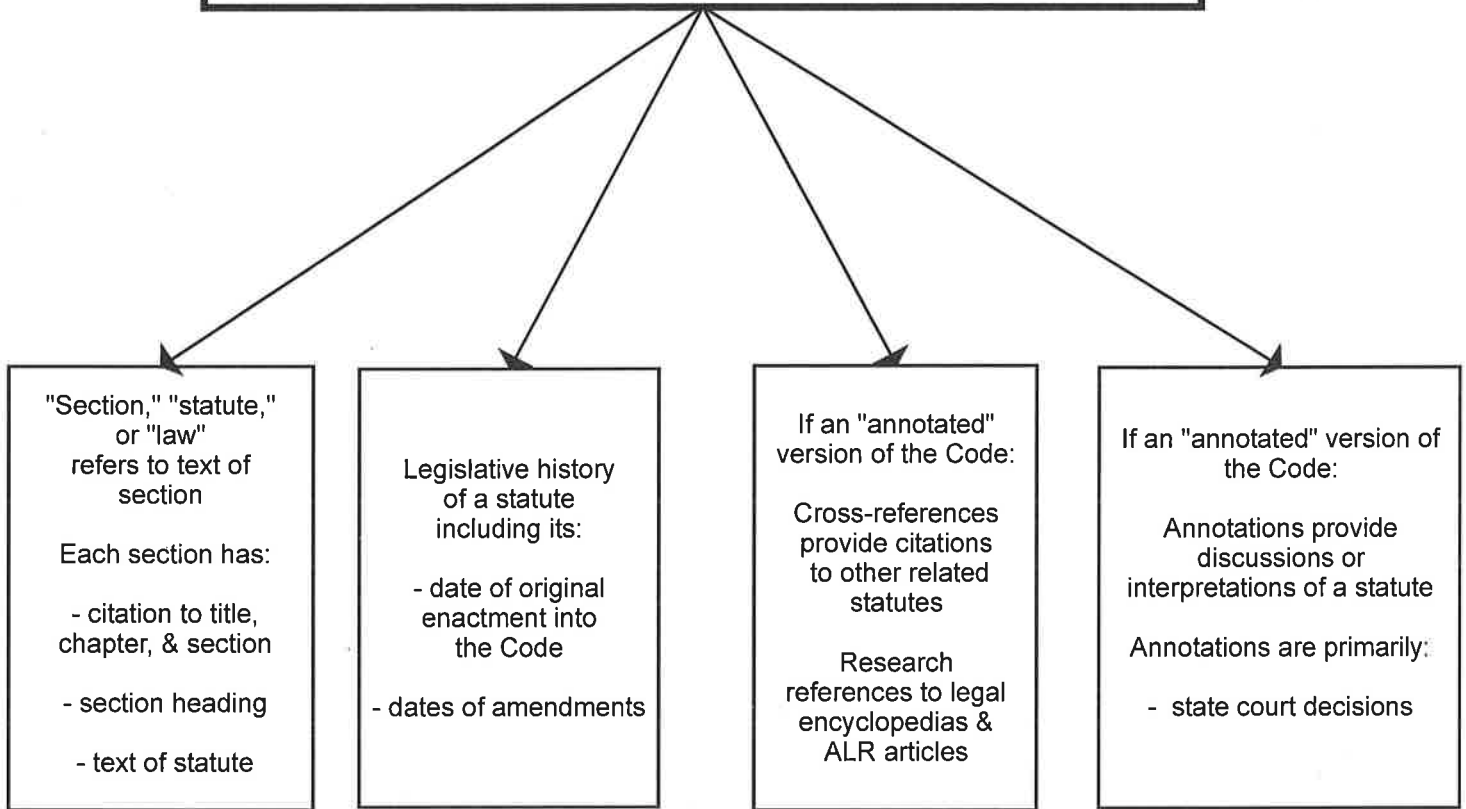 "Section," "statute,"
or "law"
refers to text of
section
Each section has:
- citation to title,
chapter, & section
- section heading
- text of statute
Legislative history
of a statute
including its:
- date of original
enactment into
the Code
- dates of amendments
If an "annotated"
version of the Code:
Cross-references
provide citations
to other related
statutes
Research
references to legal
encyclopedias &
ALR articles
If an "annotated" version of
the Code:
Annotations provide
discussions or
interpretations of a statute
Annotations are primarily:
- state court decisions